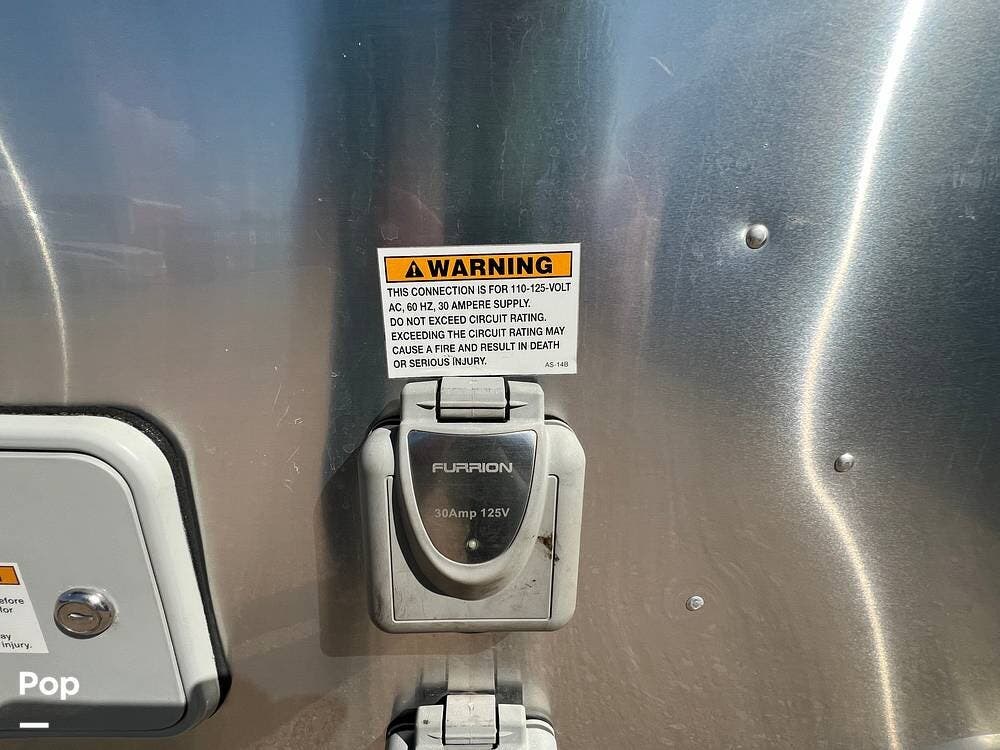 WARNING
THIS CONNECTION IS FOR 110-125-VOLT
AC, 60 HZ, 30 AMPERE SUPPLY.
DO NOT EXCEED CIRCUIT RATING.
EXCEEDING THE CIRCUIT RATING MAY
CAUSE A FIRE AND RESULT IN DEATH
OR SERIOUS INJURY.
AS-14B
FURRION
30Amp 125V
injury.
Pop